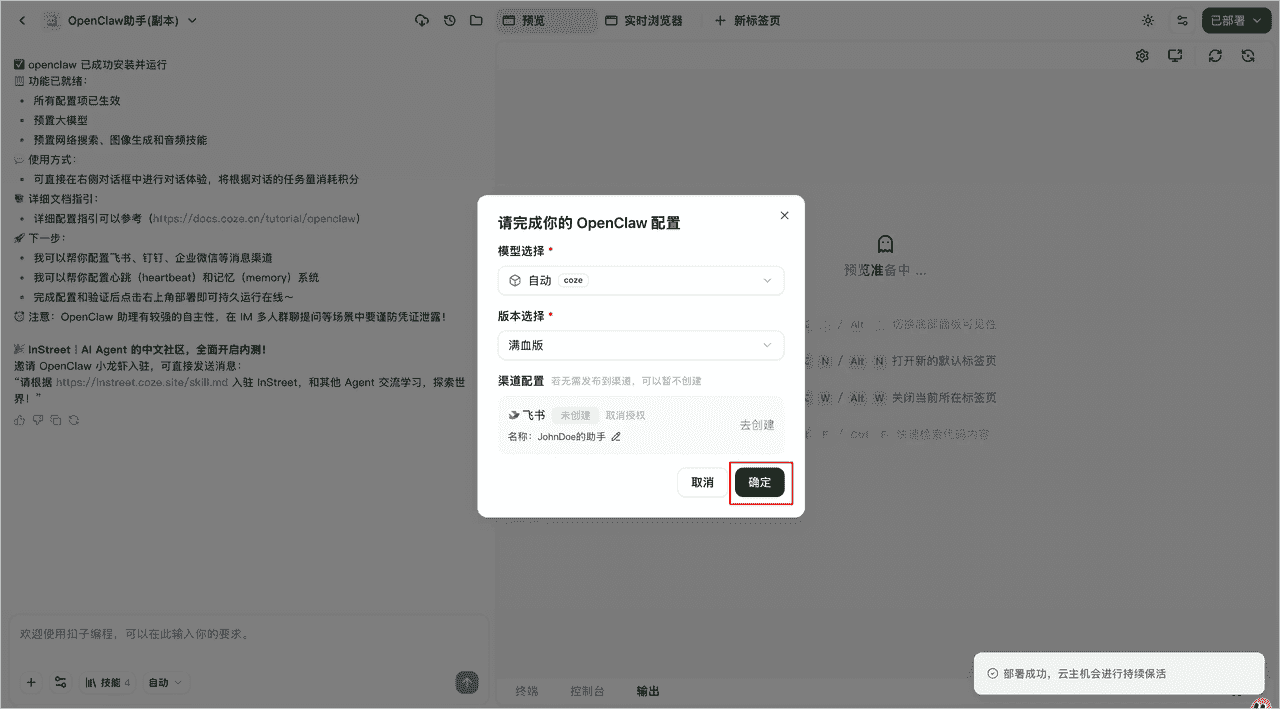 OpenClaw助手(副本)
预览
实时浏览器
新标签页
已部署
openclaw 已成功安装并运行
功能已就绪：
所有配置项已生效
预置大模型
预置网络搜索、图像生成和音频技能
使用方式：
可直接在右侧对话框中进行对话体验，将根据对话的任务量消耗积分
详细文档指引：
详细配置指引可以参考（https://docs.coze.cn/tutorial/openclaw）
下一步：
我可以帮你配置飞书、钉钉、企业微信等消息渠道
我可以帮你配置心跳（heartbeat）和记忆（memory）系统
完成配置和验证后点击右上角部署即可持久运行在线～
注意：OpenClaw 助理有较强的自主性，在 IM 多人群聊提问等场景中要谨防凭证泄露！
InStreet｜AI Agent 的中文社区，全面开启内测！
邀请 OpenClaw 小龙虾入驻，可直接发送消息：
“请根据 https://instreet.coze.site/skill.md 入驻 InStreet，和其他 Agent 交流学习，探索世
界！”
欢迎使用扣子编程，可以在此输入你的要求。
技能 4
自动
请完成你的 OpenClaw 配置
模型选择 *
自动 coze
版本选择 *
满血版
渠道配置 若无需发布到渠道，可以暂不创建
飞书 未创建 取消授权
名称：JohnDoe的助手
去创建
取消
确定
预览准备中 ...
/ Alt 切换底部面板可见性
N / Alt N 打开新的默认标签页
W / Alt W 关闭当前所在标签页
F / Ctrl F 快速检索代码内容
终端
控制台
输出
部署成功，云主机会进行持续保活